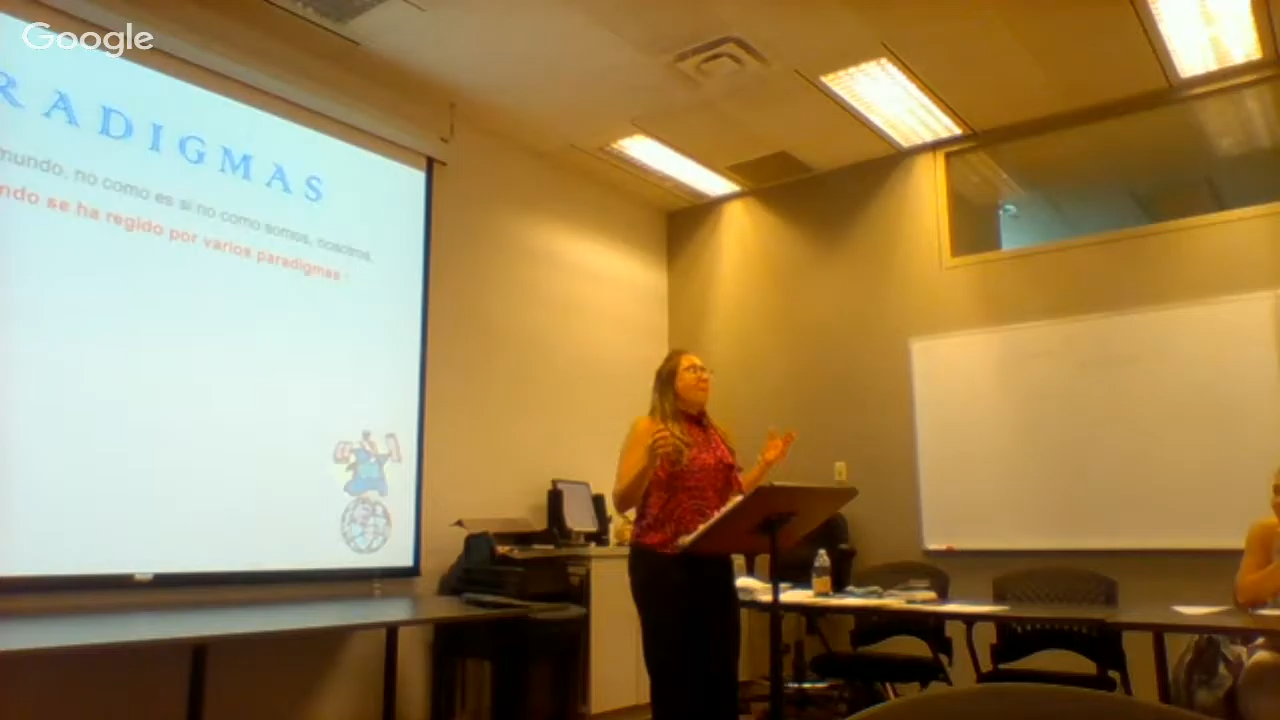 Google
RADIGMAS
mundo, no como es si no como somos, nosotros.
ndo se ha regido por varios paradigmas